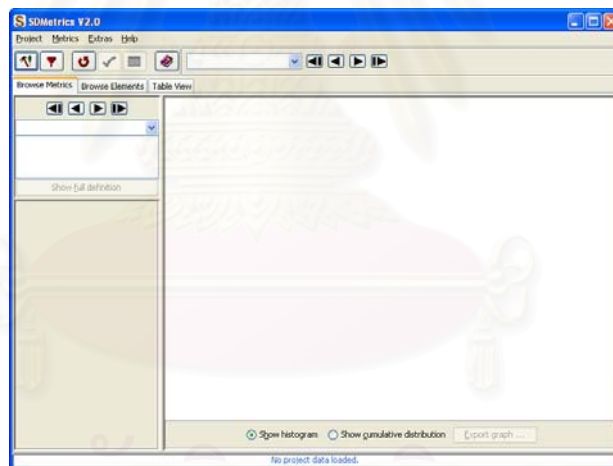 SDMetrics V2.0
Project Metrics Extras Help
Browse Metrics Browse Elements Table View
Show full definition
Show histogram Show cumulative distribution Export graph ...
No project data loaded.